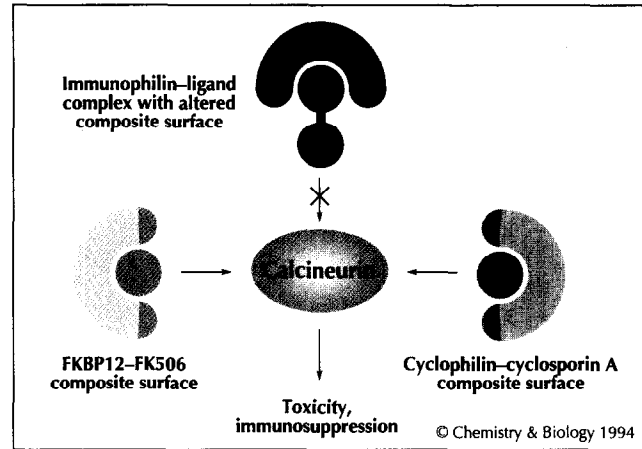 Immunophilin–ligand
complex with altered
composite surface
Calcineurin
FKBP12–FK506
composite surface
Cyclophilin–cyclosporin A
composite surface
Toxicity,
immunosuppression
© Chemistry & Biology 1994